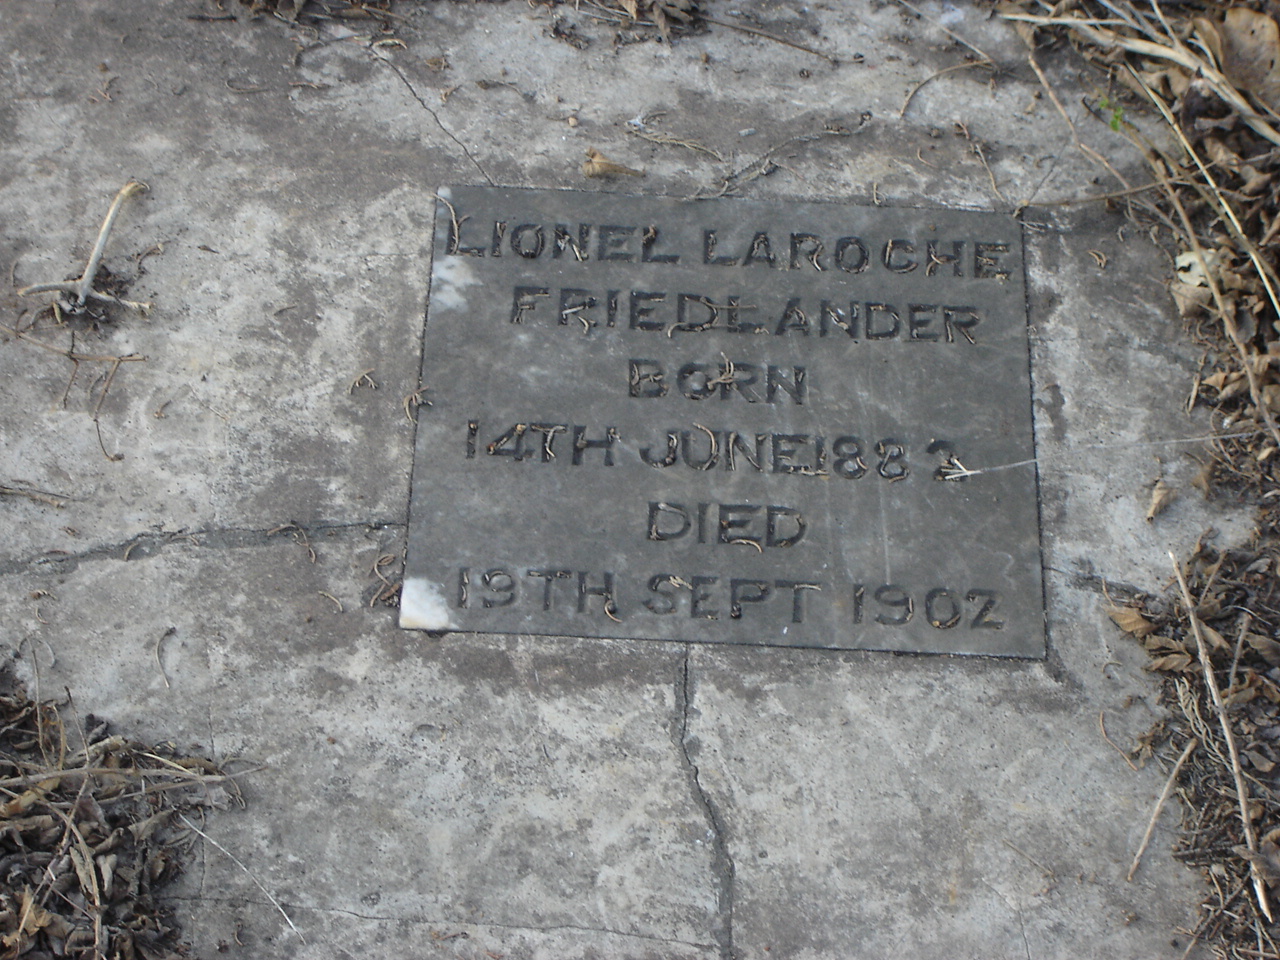 LIONEL LAROCHE
FRIEDLANDER
BORN
14TH JUNE 1882
DIED
19TH SEPT 1902